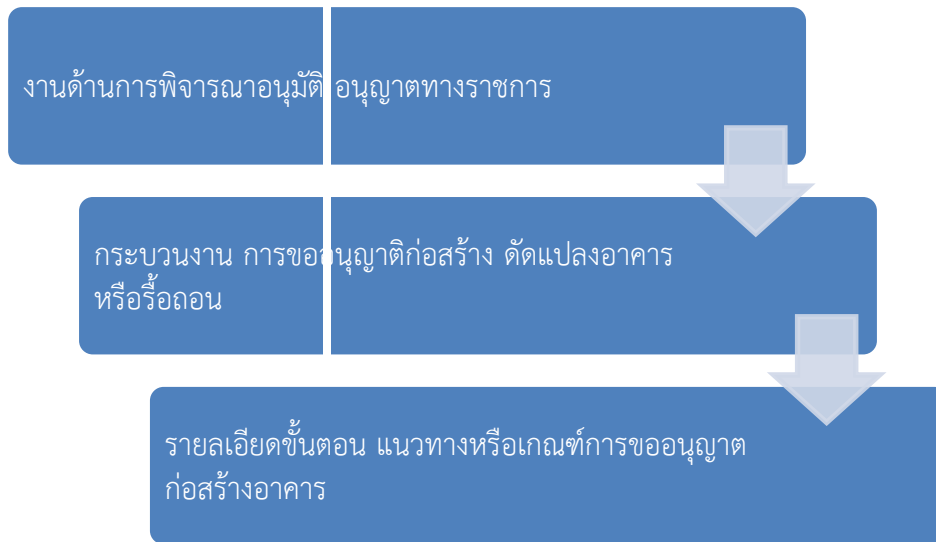 งานด้านการพิจารณาอนุมัติ อนุญาตทางราชการ
กระบวนงาน การขออนุญาติก่อสร้าง ดัดแปลงอาคาร
หรือรื้อถอน
รายลเอียดขั้นตอน แนวทางหรือเกณฑ์การขออนุญาต
ก่อสร้างอาคาร